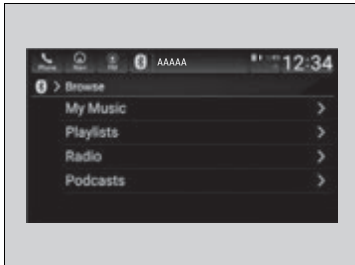 AAAAA 12:34
> Browse
My Music >
Playlists >
Radio >
Podcasts >